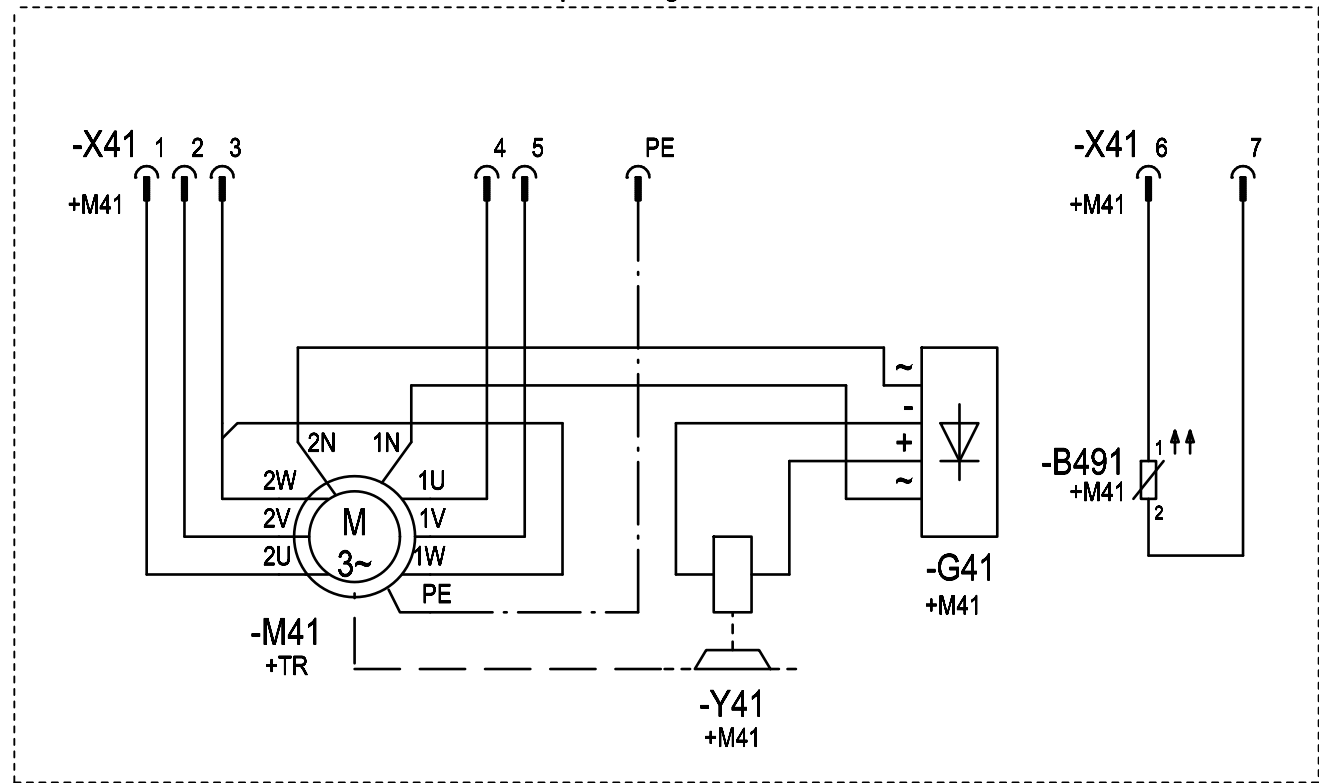 -X41 1 2 3 4 5 PE
+M41
-X41 6 7
+M41
~
-
+
~
2N 1N
2W 1U
2V M 1V
2U 3~ 1W
PE
-M41
+TR
-G41
+M41
-Y41
+M41
-B491 1
+M41
2